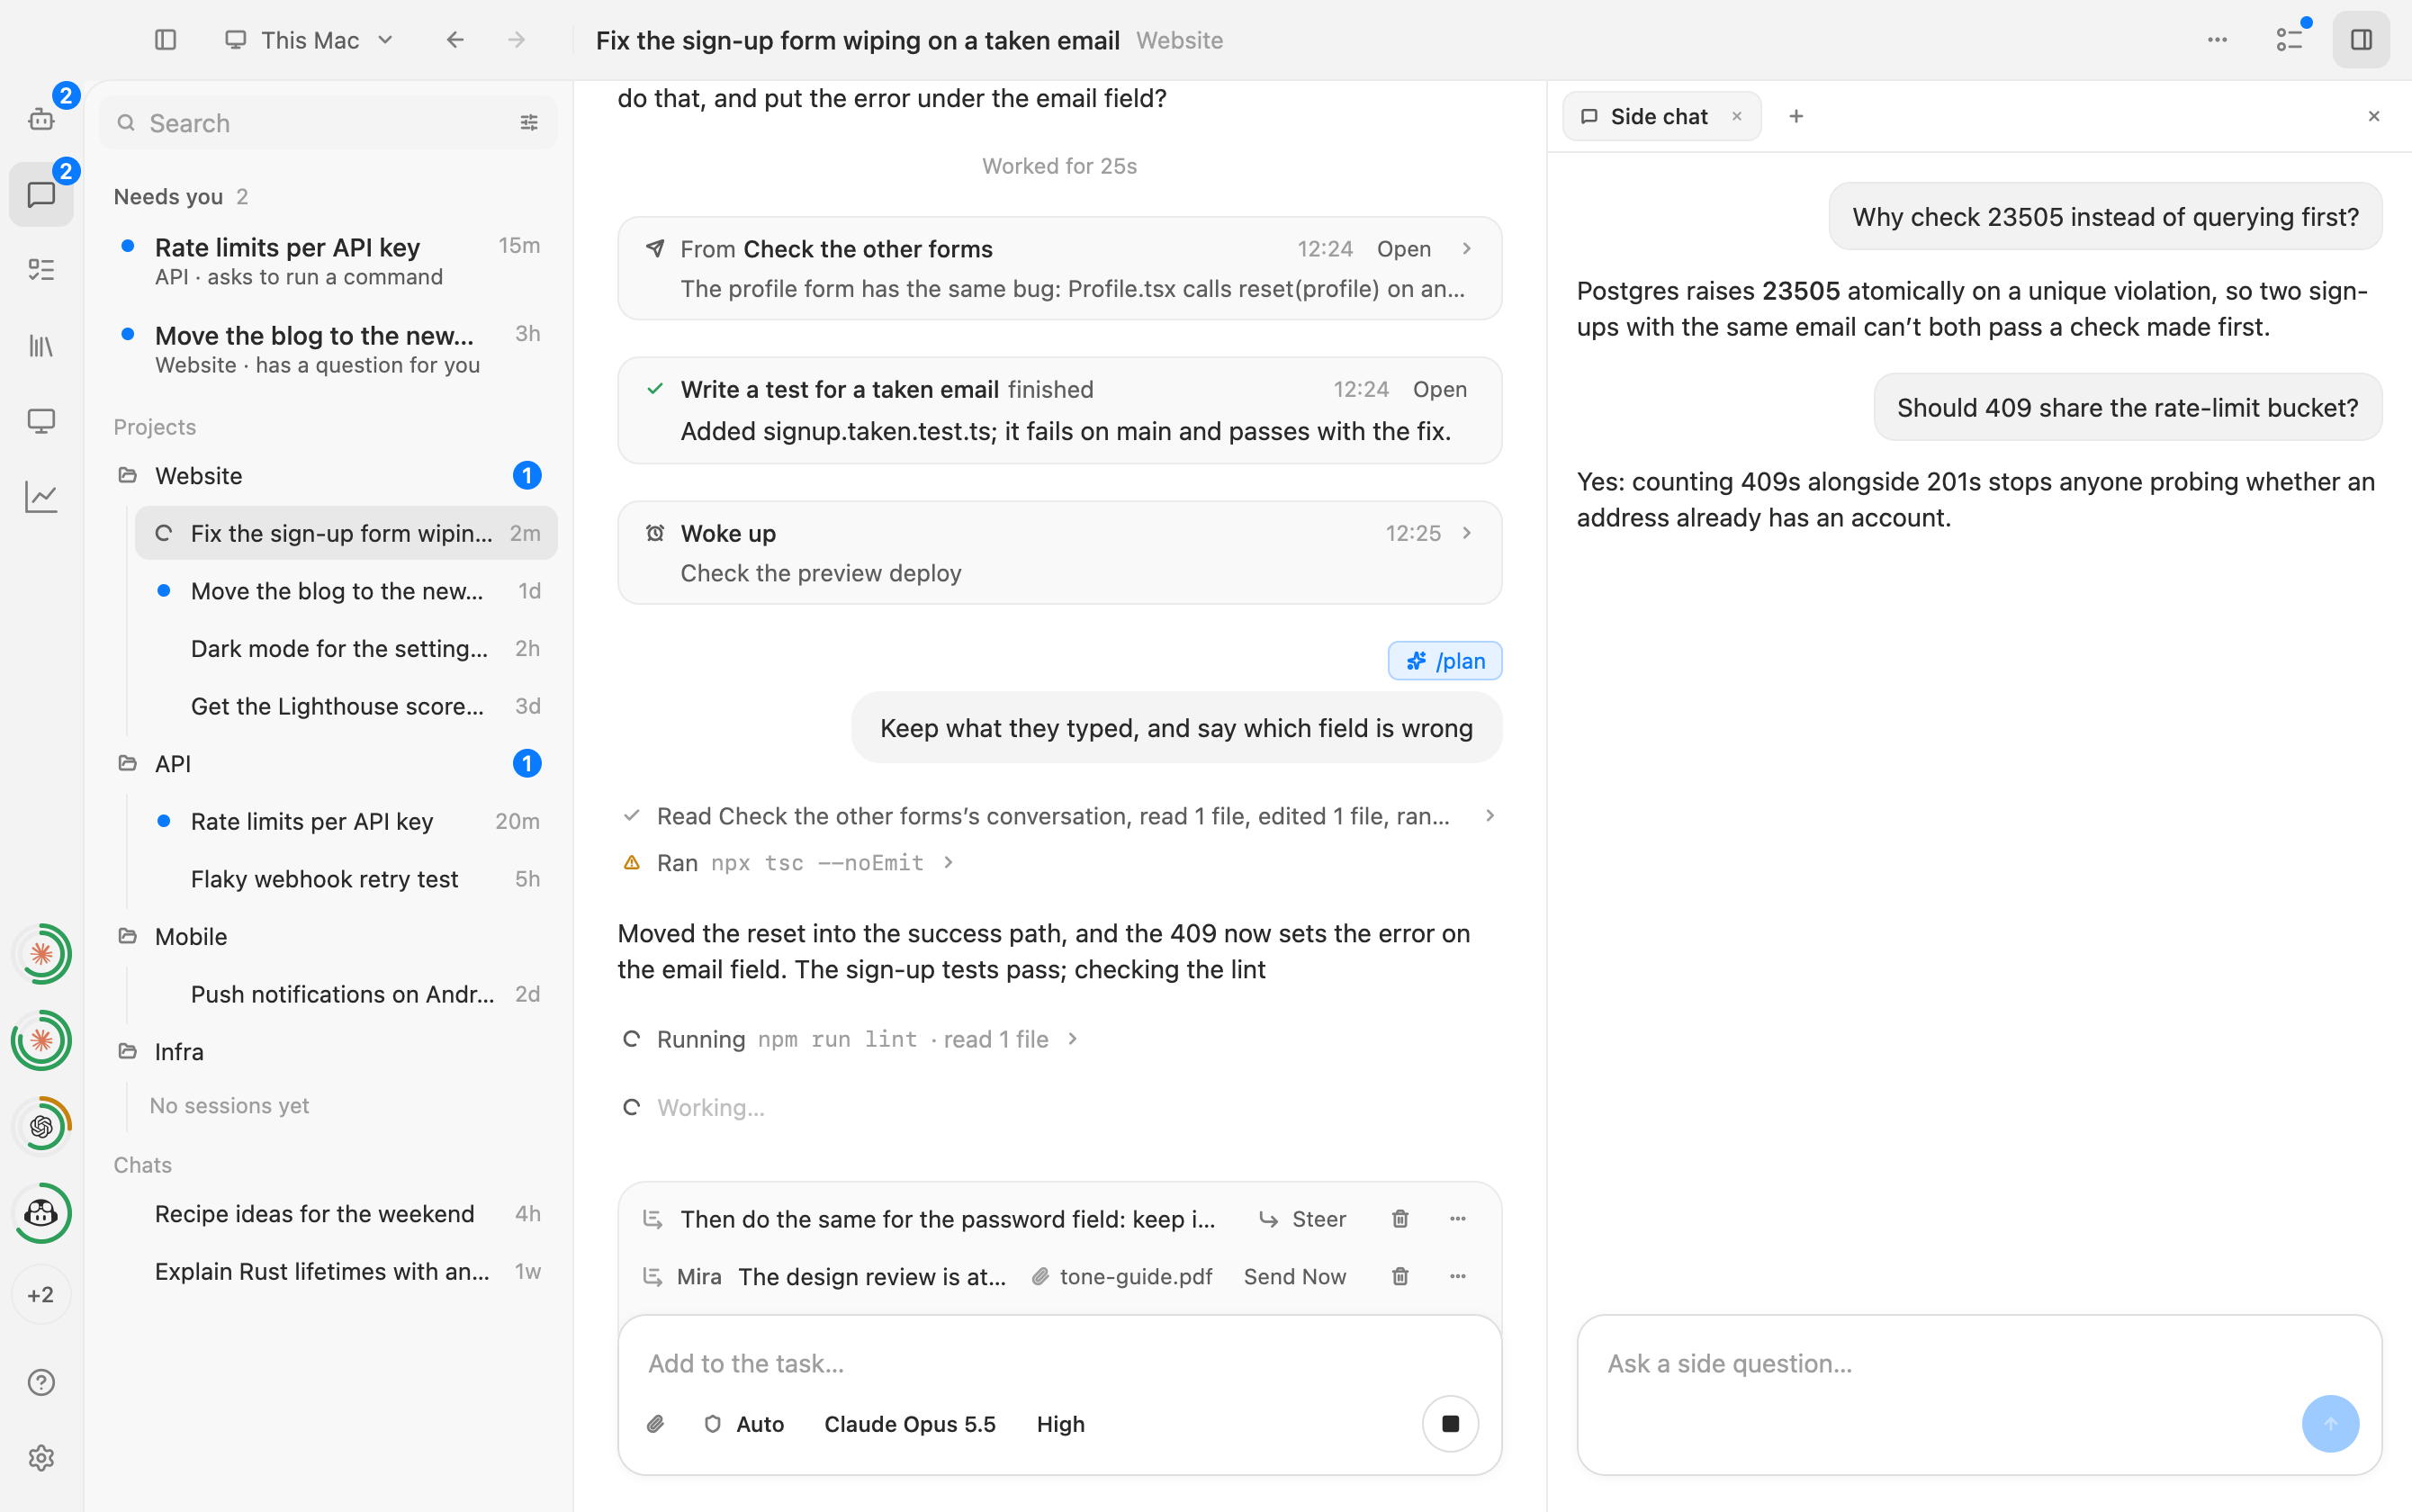 This Mac
Fix the sign-up form wiping on a taken email Website
2
2
Search
Needs you 2
Rate limits per API key 15m
API · asks to run a command
Move the blog to the new... 3h
Website · has a question for you
Projects
Website 1
Fix the sign-up form wipin... 2m
Move the blog to the new... 1d
Dark mode for the setting... 2h
Get the Lighthouse score... 3d
API 1
Rate limits per API key 20m
Flaky webhook retry test 5h
Mobile
Push notifications on Andr... 2d
Infra
No sessions yet
Chats
Recipe ideas for the weekend 4h
Explain Rust lifetimes with an... 1w
+2
do that, and put the error under the email field?
Worked for 25s
From Check the other forms 12:24 Open
The profile form has the same bug: Profile.tsx calls reset(profile) on an...
Write a test for a taken email finished 12:24 Open
Added signup.taken.test.ts; it fails on main and passes with the fix.
Woke up 12:25
Check the preview deploy
/plan
Keep what they typed, and say which field is wrong
Read Check the other forms’s conversation, read 1 file, edited 1 file, ran...
Ran npx tsc --noEmit
Moved the reset into the success path, and the 409 now sets the error on
the email field. The sign-up tests pass; checking the lint
Running npm run lint · read 1 file
Working...
Then do the same for the password field: keep i... Steer
Mira The design review is at... tone-guide.pdf Send Now
Add to the task...
Auto Claude Opus 5.5 High
Side chat
Why check 23505 instead of querying first?
Postgres raises 23505 atomically on a unique violation, so two sign-
ups with the same email can’t both pass a check made first.
Should 409 share the rate-limit bucket?
Yes: counting 409s alongside 201s stops anyone probing whether an
address already has an account.
Ask a side question...